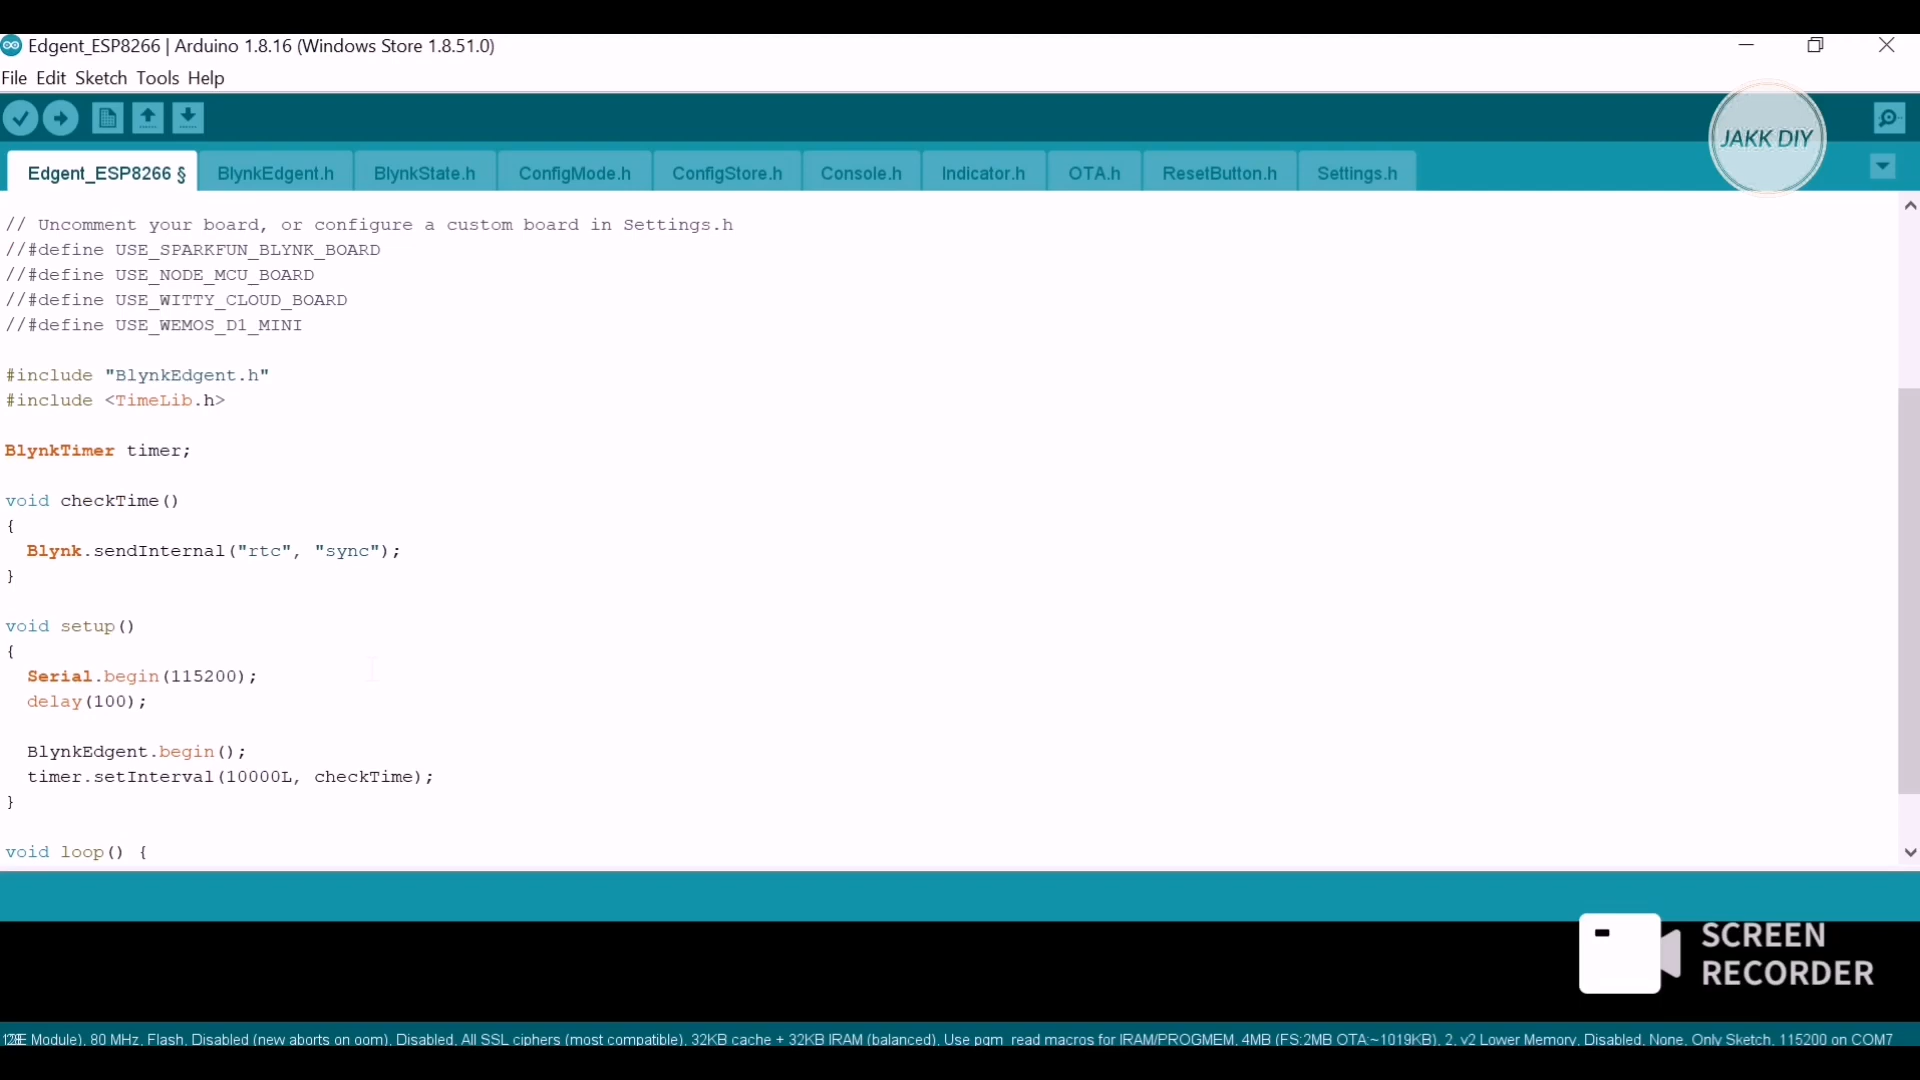 Edgent_ESP8266 | Arduino 1.8.16 (Windows Store 1.8.51.0)
File Edit Sketch Tools Help
JAKK DIY
Edgent_ESP8266 § BlynkEdgent.h BlynkState.h ConfigMode.h ConfigStore.h Console.h Indicator.h OTA.h ResetButton.h Settings.h
// Uncomment your board, or configure a custom board in Settings.h
//#define USE_SPARKFUN_BLYNK_BOARD
//#define USE_NODE_MCU_BOARD
//#define USE_WITTY_CLOUD_BOARD
//#define USE_WEMOS_D1_MINI
#include "BlynkEdgent.h"
#include <TimeLib.h>
BlynkTimer timer;
void checkTime()
{
Blynk.sendInternal("rtc", "sync");
}
void setup()
{
Serial.begin(115200);
delay(100);
BlynkEdgent.begin();
timer.setInterval(10000L, checkTime);
}
void loop() {
SCREEN
RECORDER
Module), 80 MHz, Flash, Disabled (new aborts on oom), Disabled, All SSL ciphers (most compatible), 32KB cache + 32KB IRAM (balanced), Use pgm_read macros for IRAM/PROGMEM, 4MB (FS:2MB OTA:~1019KB), 2, v2 Lower Memory, Disabled, None, Only Sketch, 115200 on COM7